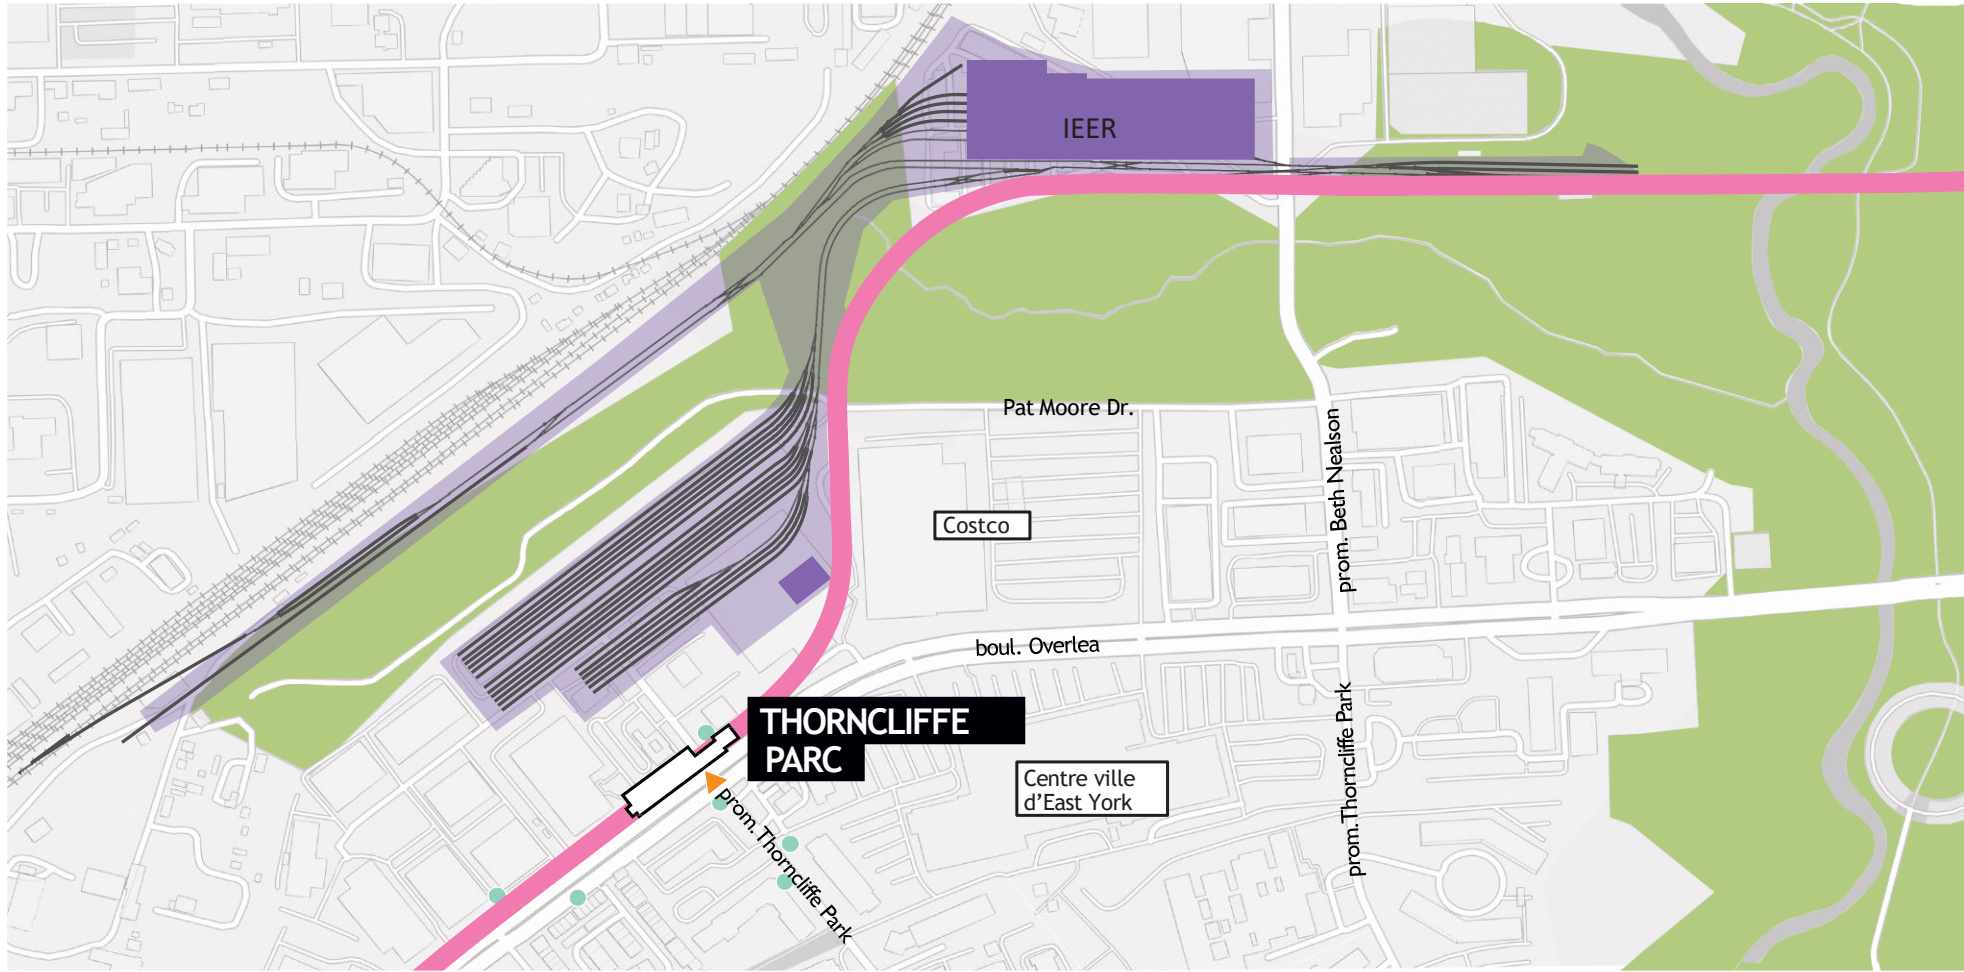 IEER
Pat Moore Dr.
prom. Beth Nealson
Costco
boul. Overlea
THORNCLIFFE
PARC
Centre ville
d’East York
prom.Thorncliffe Park
prom. Thorncliffe Park